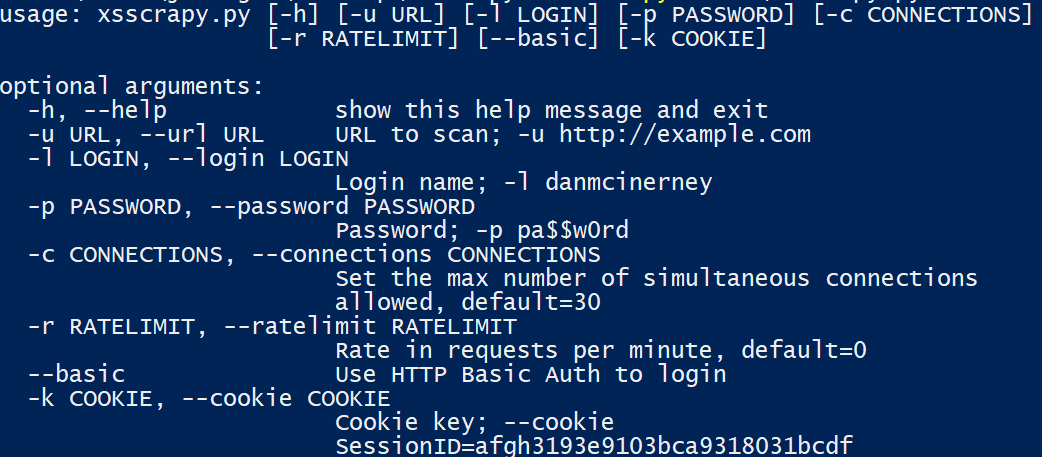 usage: xsscrapy.py [-h] [-u URL] [-l LOGIN] [-p PASSWORD] [-c CONNECTIONS]
[-r RATELIMIT] [--basic] [-k COOKIE]
optional arguments:
-h, --help show this help message and exit
-u URL, --url URL URL to scan; -u http://example.com
-l LOGIN, --login LOGIN
Login name; -l danmcinerney
-p PASSWORD, --password PASSWORD
Password; -p pa$$w0rd
-c CONNECTIONS, --connections CONNECTIONS
Set the max number of simultaneous connections
allowed, default=30
-r RATELIMIT, --ratelimit RATELIMIT
Rate in requests per minute, default=0
--basic Use HTTP Basic Auth to login
-k COOKIE, --cookie COOKIE
Cookie key; --cookie
SessionID=afgh3193e9103bca9318031bcdf